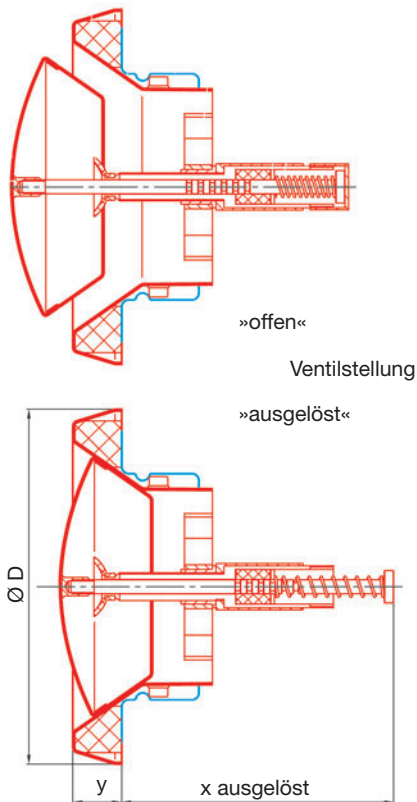 »offen«
Ventilstellung
»ausgelöst«
Ø D
y
x ausgelöst